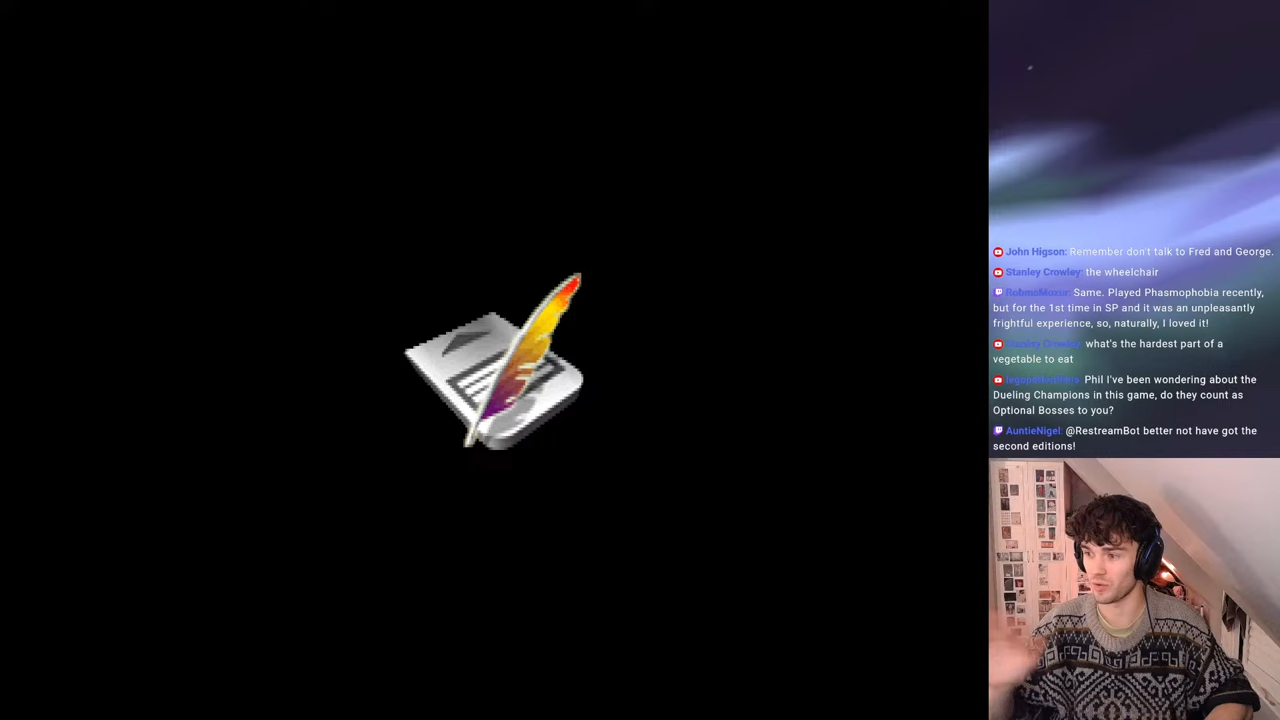 John Higson: Remember don't talk to Fred and George.
Stanley Crowley: the wheelchair
Same. Played Phasmophobia recently,
but for the 1st time in SP and it was an unpleasantly
frightful experience, so, naturally, I loved it!
Stanley Crowley: what's the hardest part of a
vegetable to eat
Phil I've been wondering about the
Dueling Champions in this game, do they count as
Optional Bosses to you?
AuntieNigel: @RestreamBot better not have got the
second editions!